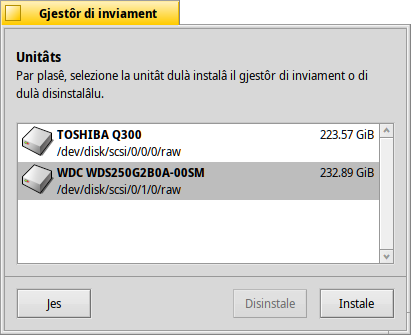 Gjestôr di inviament
Unitâts
Par plasê, selezione la unitât dulà instalâ il gjestôr di inviament o di
dulà disinstalâlu.
TOSHIBA Q300 223.57 GiB
/dev/disk/scsi/0/0/0/raw
WDC WDS250G2B0A-00SM 232.89 GiB
/dev/disk/scsi/0/1/0/raw
Jes Disinstale Instale